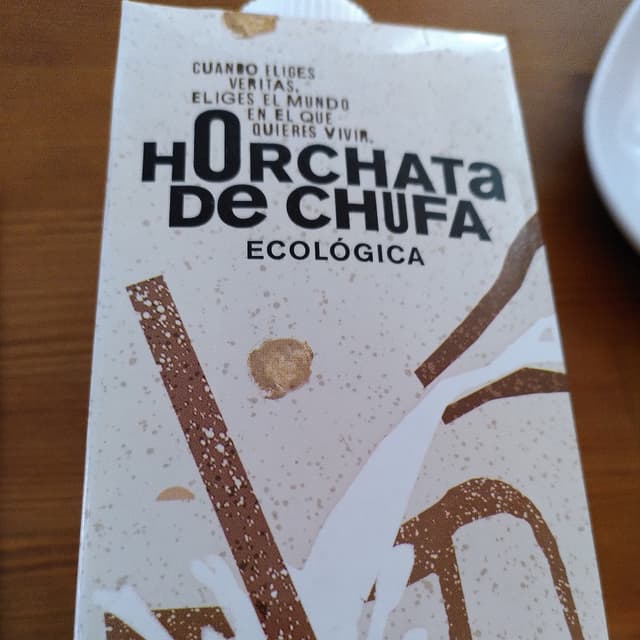 CUANDO ELIGES
VERITAS,
ELIGES EL MUNDO
EN EL QUE
QUIERES VIVIR.
HORCHATa
De CHUFA
ECOLÓGICA